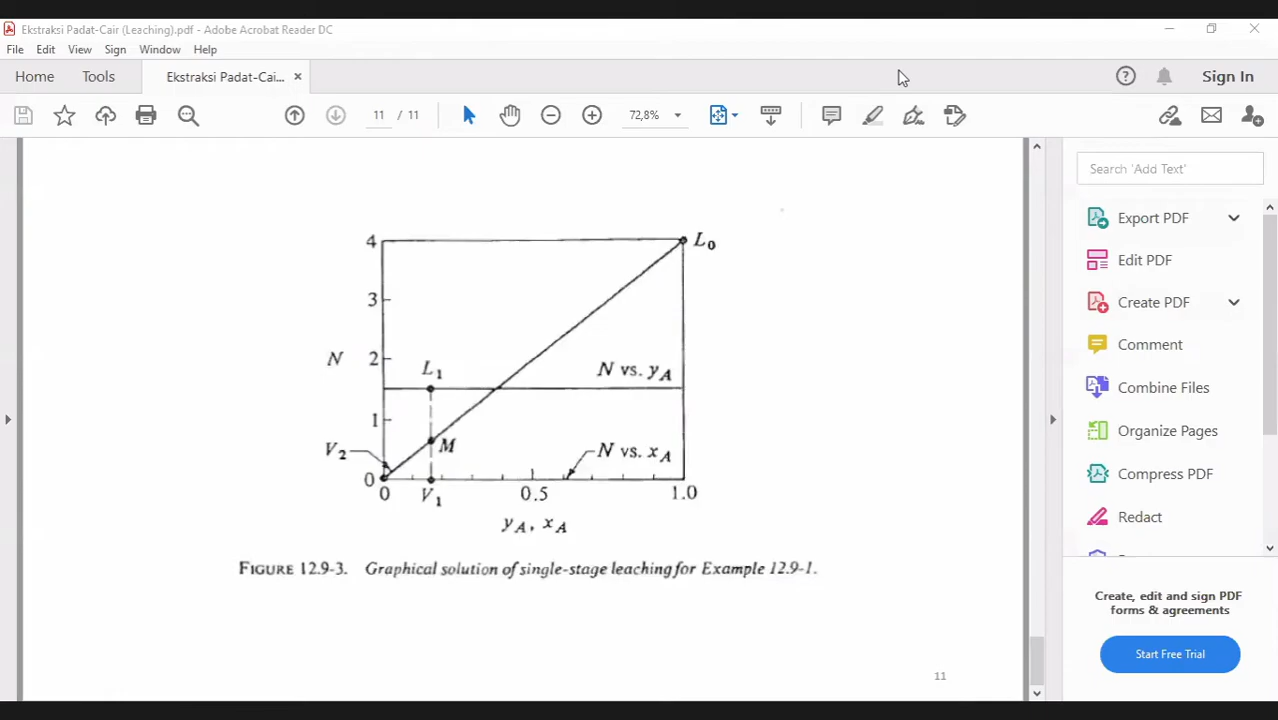 Ekstraksi Padat-Cair (Leaching).pdf - Adobe Acrobat Reader DC
File Edit View Sign Window Help
Home Tools Ekstraksi Padat-Cai... × Sign In
11 / 11 72,8%
Search 'Add Text'
Export PDF
Edit PDF
Create PDF
Comment
Combine Files
Organize Pages
Compress PDF
Redact
Create, edit and sign PDF
forms & agreements
Start Free Trial
4 L₀
3
N 2 L₁ N vs. y_A
1
V₂ M N vs. x_A
0
0 V₁ 0.5 1.0
y_A, x_A
FIGURE 12.9-3. Graphical solution of single-stage leaching for Example 12.9-1.
11